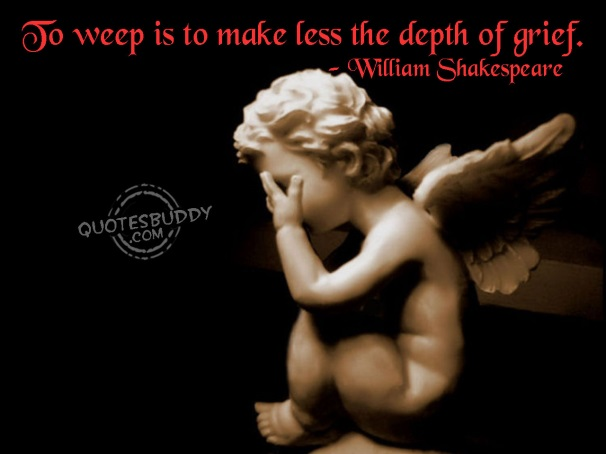 To weep is to make less the depth of grief.
- William Shakespeare
QUOTESBUDDY
.COM